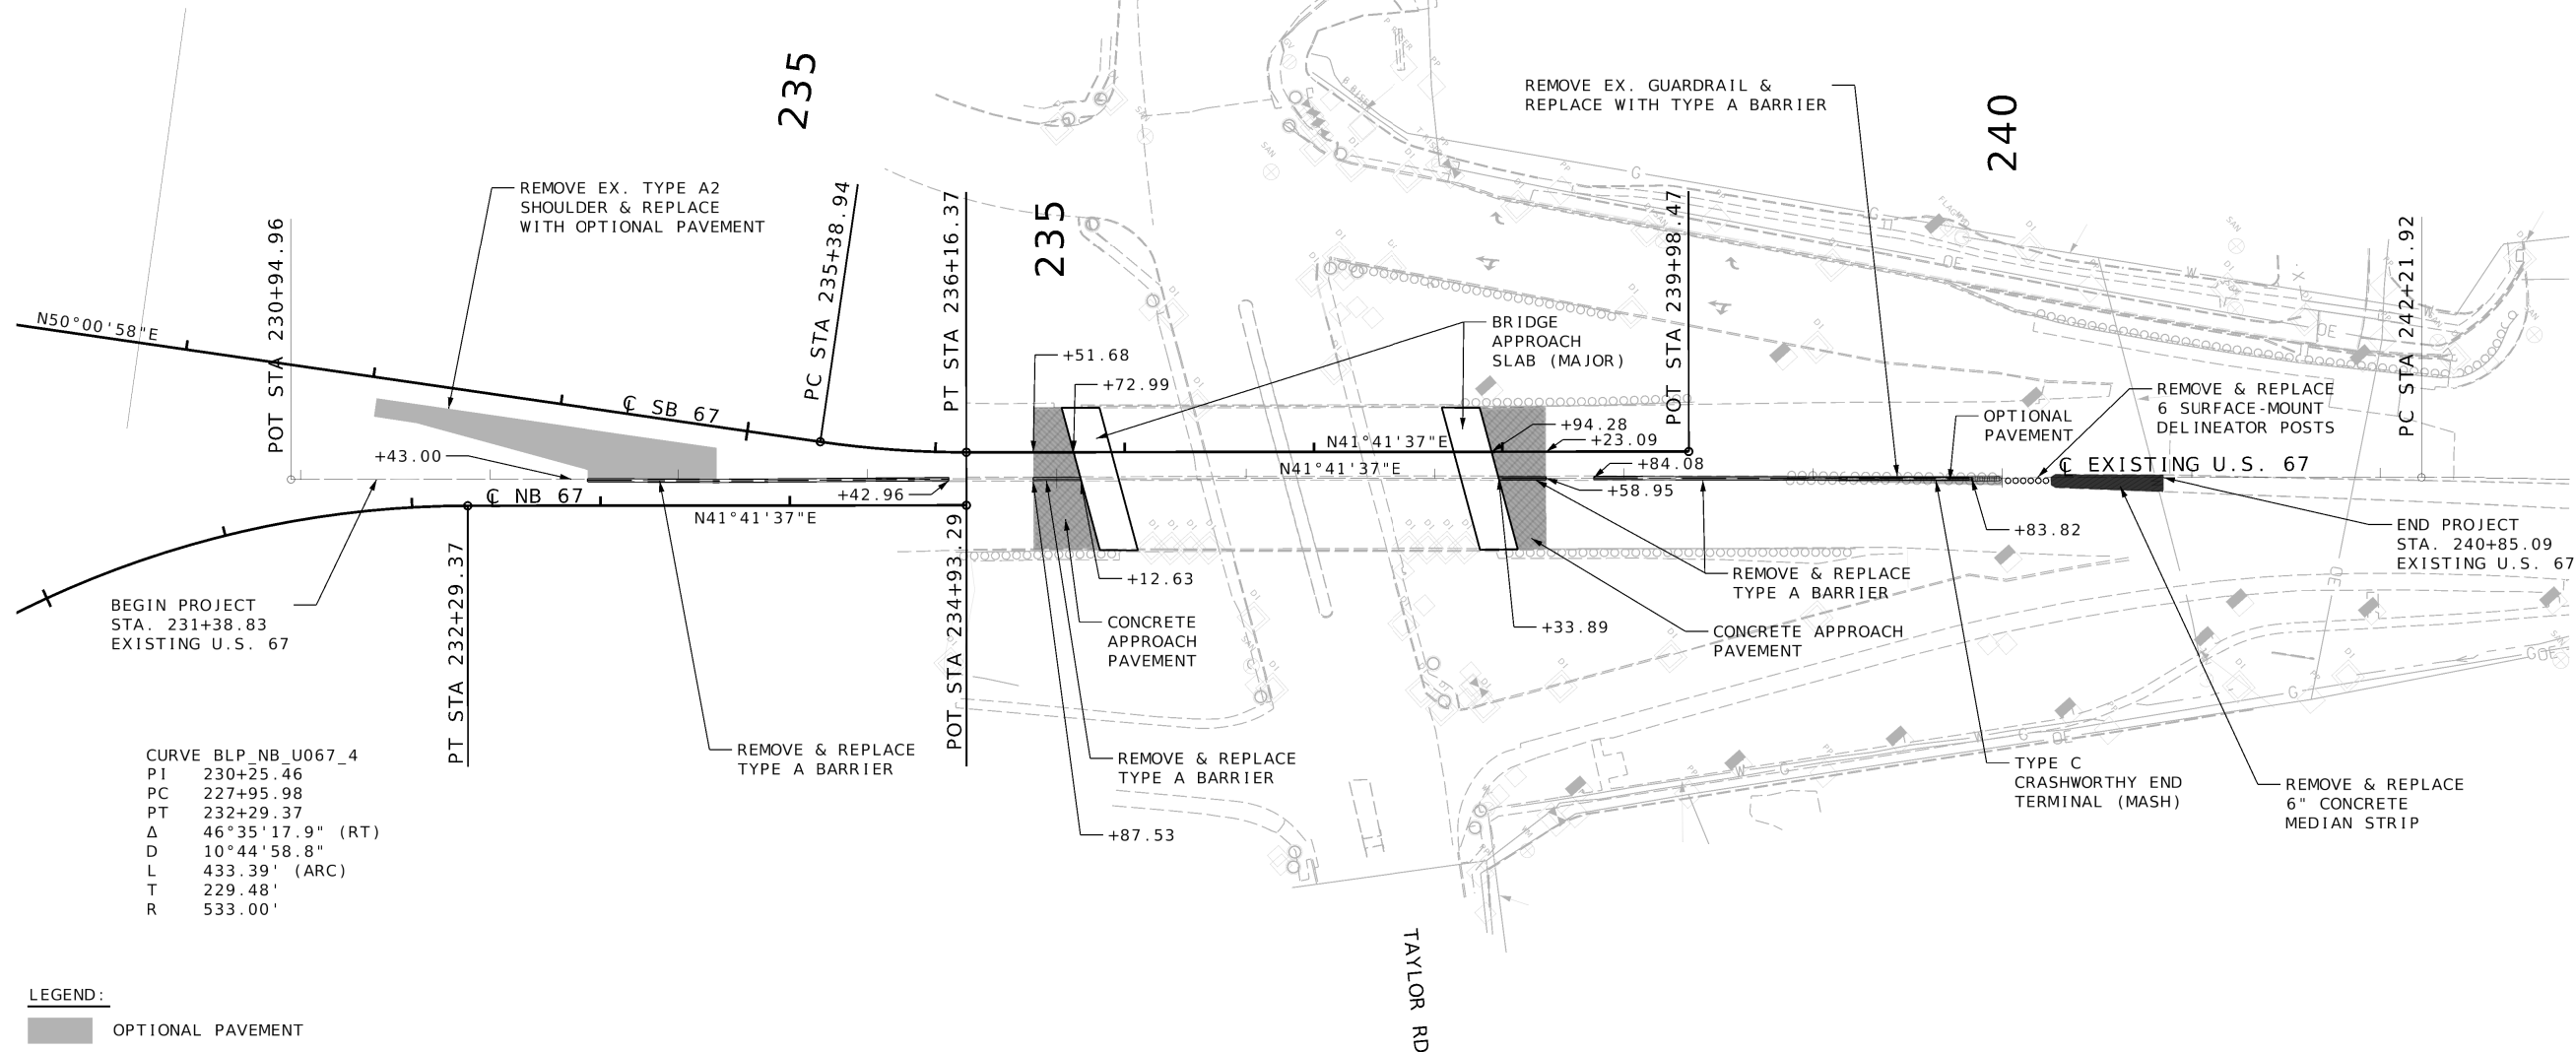 235
235
240
REMOVE EX. GUARDRAIL &
REPLACE WITH TYPE A BARRIER
REMOVE EX. TYPE A2
SHOULDER & REPLACE
WITH OPTIONAL PAVEMENT
POT STA 230+94.96
PC STA 235+38.94
PT STA 236+16.37
POT STA 239+98.47
PC STA 242+21.92
N50°00'58"E
℄ SB 67
+51.68
+72.99
BRIDGE
APPROACH
SLAB (MAJOR)
+94.28
+23.09
N41°41'37"E
N41°41'37"E
+84.08
+58.95
OPTIONAL
PAVEMENT
REMOVE & REPLACE
6 SURFACE-MOUNT
DELINEATOR POSTS
℄ EXISTING U.S. 67
+43.00
+42.96
℄ NB 67
N41°41'37"E
+83.82
END PROJECT
STA. 240+85.09
EXISTING U.S. 67
BEGIN PROJECT
STA. 231+38.83
EXISTING U.S. 67
PT STA 232+29.37
POT STA 234+93.29
+12.63
CONCRETE
APPROACH
PAVEMENT
REMOVE & REPLACE
TYPE A BARRIER
+33.89
CONCRETE APPROACH
PAVEMENT
REMOVE & REPLACE
TYPE A BARRIER
REMOVE & REPLACE
TYPE A BARRIER
+87.53
TYPE C
CRASHWORTHY END
TERMINAL (MASH)
REMOVE & REPLACE
6" CONCRETE
MEDIAN STRIP
CURVE BLP_NB_U067_4
PI 230+25.46
PC 227+95.98
PT 232+29.37
Δ 46°35'17.9" (RT)
D 10°44'58.8"
L 433.39' (ARC)
T 229.48'
R 533.00'
TAYLOR RD
LEGEND:
OPTIONAL PAVEMENT